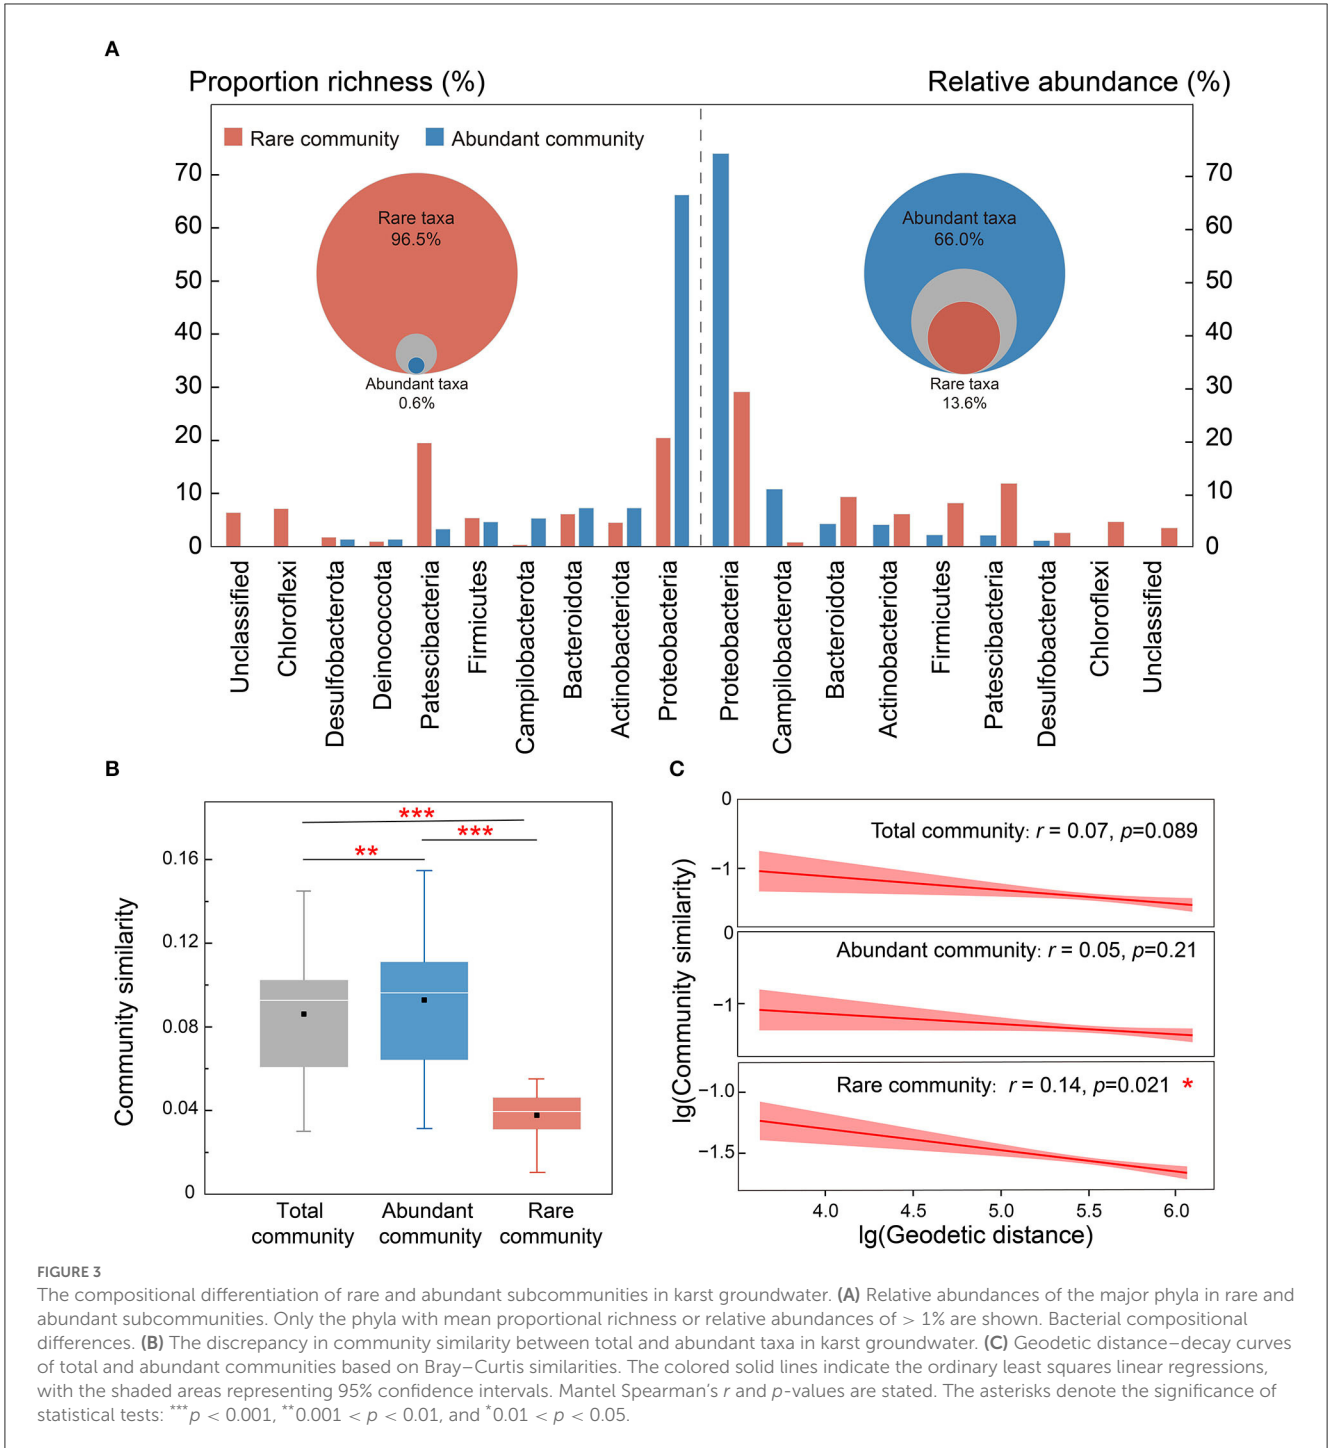 A
Proportion richness (%)
Relative abundance (%)
Rare community
Abundant community
70
60
50
40
30
20
10
0
Rare taxa
96.5%
Abundant taxa
0.6%
Abundant taxa
66.0%
Rare taxa
13.6%
70
60
50
40
30
20
10
0
Unclassified
Chloroflexi
Desulfobacterota
Deinococcota
Patescibacteria
Firmicutes
Campilobacterota
Bacteroidota
Actinobacteriota
Proteobacteria
Proteobacteria
Campilobacterota
Bacteroidota
Actinobacteriota
Firmicutes
Patescibacteria
Desulfobacterota
Chloroflexi
Unclassified
B
Community similarity
0.16
0.12
0.08
0.04
0
***
***
**
Total
community
Abundant
community
Rare
community
C
lg(Community similarity)
0
−1
Total community: r = 0.07, p=0.089
0
−1
Abundant community: r = 0.05, p=0.21
−1.0
−1.5
Rare community: r = 0.14, p=0.021 *
4.0
4.5
5.0
5.5
6.0
lg(Geodetic distance)
FIGURE 3
The compositional differentiation of rare and abundant subcommunities in karst groundwater. (A) Relative abundances of the major phyla in rare and
abundant subcommunities. Only the phyla with mean proportional richness or relative abundances of > 1% are shown. Bacterial compositional
differences. (B) The discrepancy in community similarity between total and abundant taxa in karst groundwater. (C) Geodetic distance–decay curves
of total and abundant communities based on Bray–Curtis similarities. The colored solid lines indicate the ordinary least squares linear regressions,
with the shaded areas representing 95% confidence intervals. Mantel Spearman's r and p-values are stated. The asterisks denote the significance of
statistical tests: ***p < 0.001, **0.001 < p < 0.01, and *0.01 < p < 0.05.